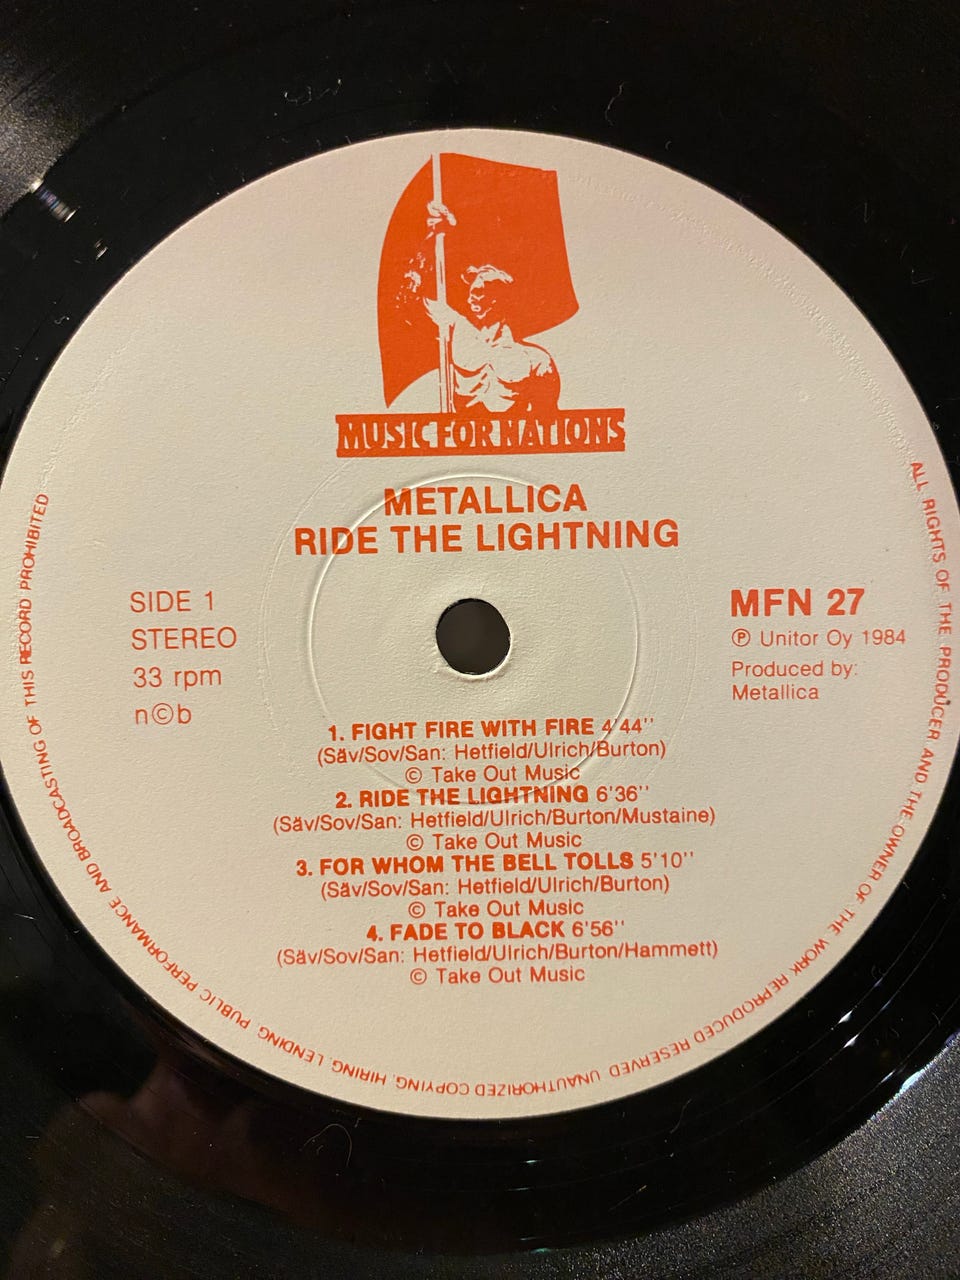 MUSIC FOR NATIONS
METALLICA
RIDE THE LIGHTNING
SIDE 1
STEREO
33 rpm
n©b
MFN 27
Ⓟ Unitor Oy 1984
Produced by:
Metallica
1. FIGHT FIRE WITH FIRE 4'44''
(Säv/Sov/San: Hetfield/Ulrich/Burton)
© Take Out Music
2. RIDE THE LIGHTNING 6'36''
(Säv/Sov/San: Hetfield/Ulrich/Burton/Mustaine)
© Take Out Music
3. FOR WHOM THE BELL TOLLS 5'10''
(Säv/Sov/San: Hetfield/Ulrich/Burton)
© Take Out Music
4. FADE TO BLACK 6'56''
(Säv/Sov/San: Hetfield/Ulrich/Burton/Hammett)
© Take Out Music
ALL RIGHTS OF THE PRODUCER AND THE OWNER OF THE WORK REPRODUCED RESERVED UNAUTHORIZED COPYING, HIRING, LENDING, PUBLIC PERFORMANCE AND BROADCASTING OF THIS RECORD PROHIBITED